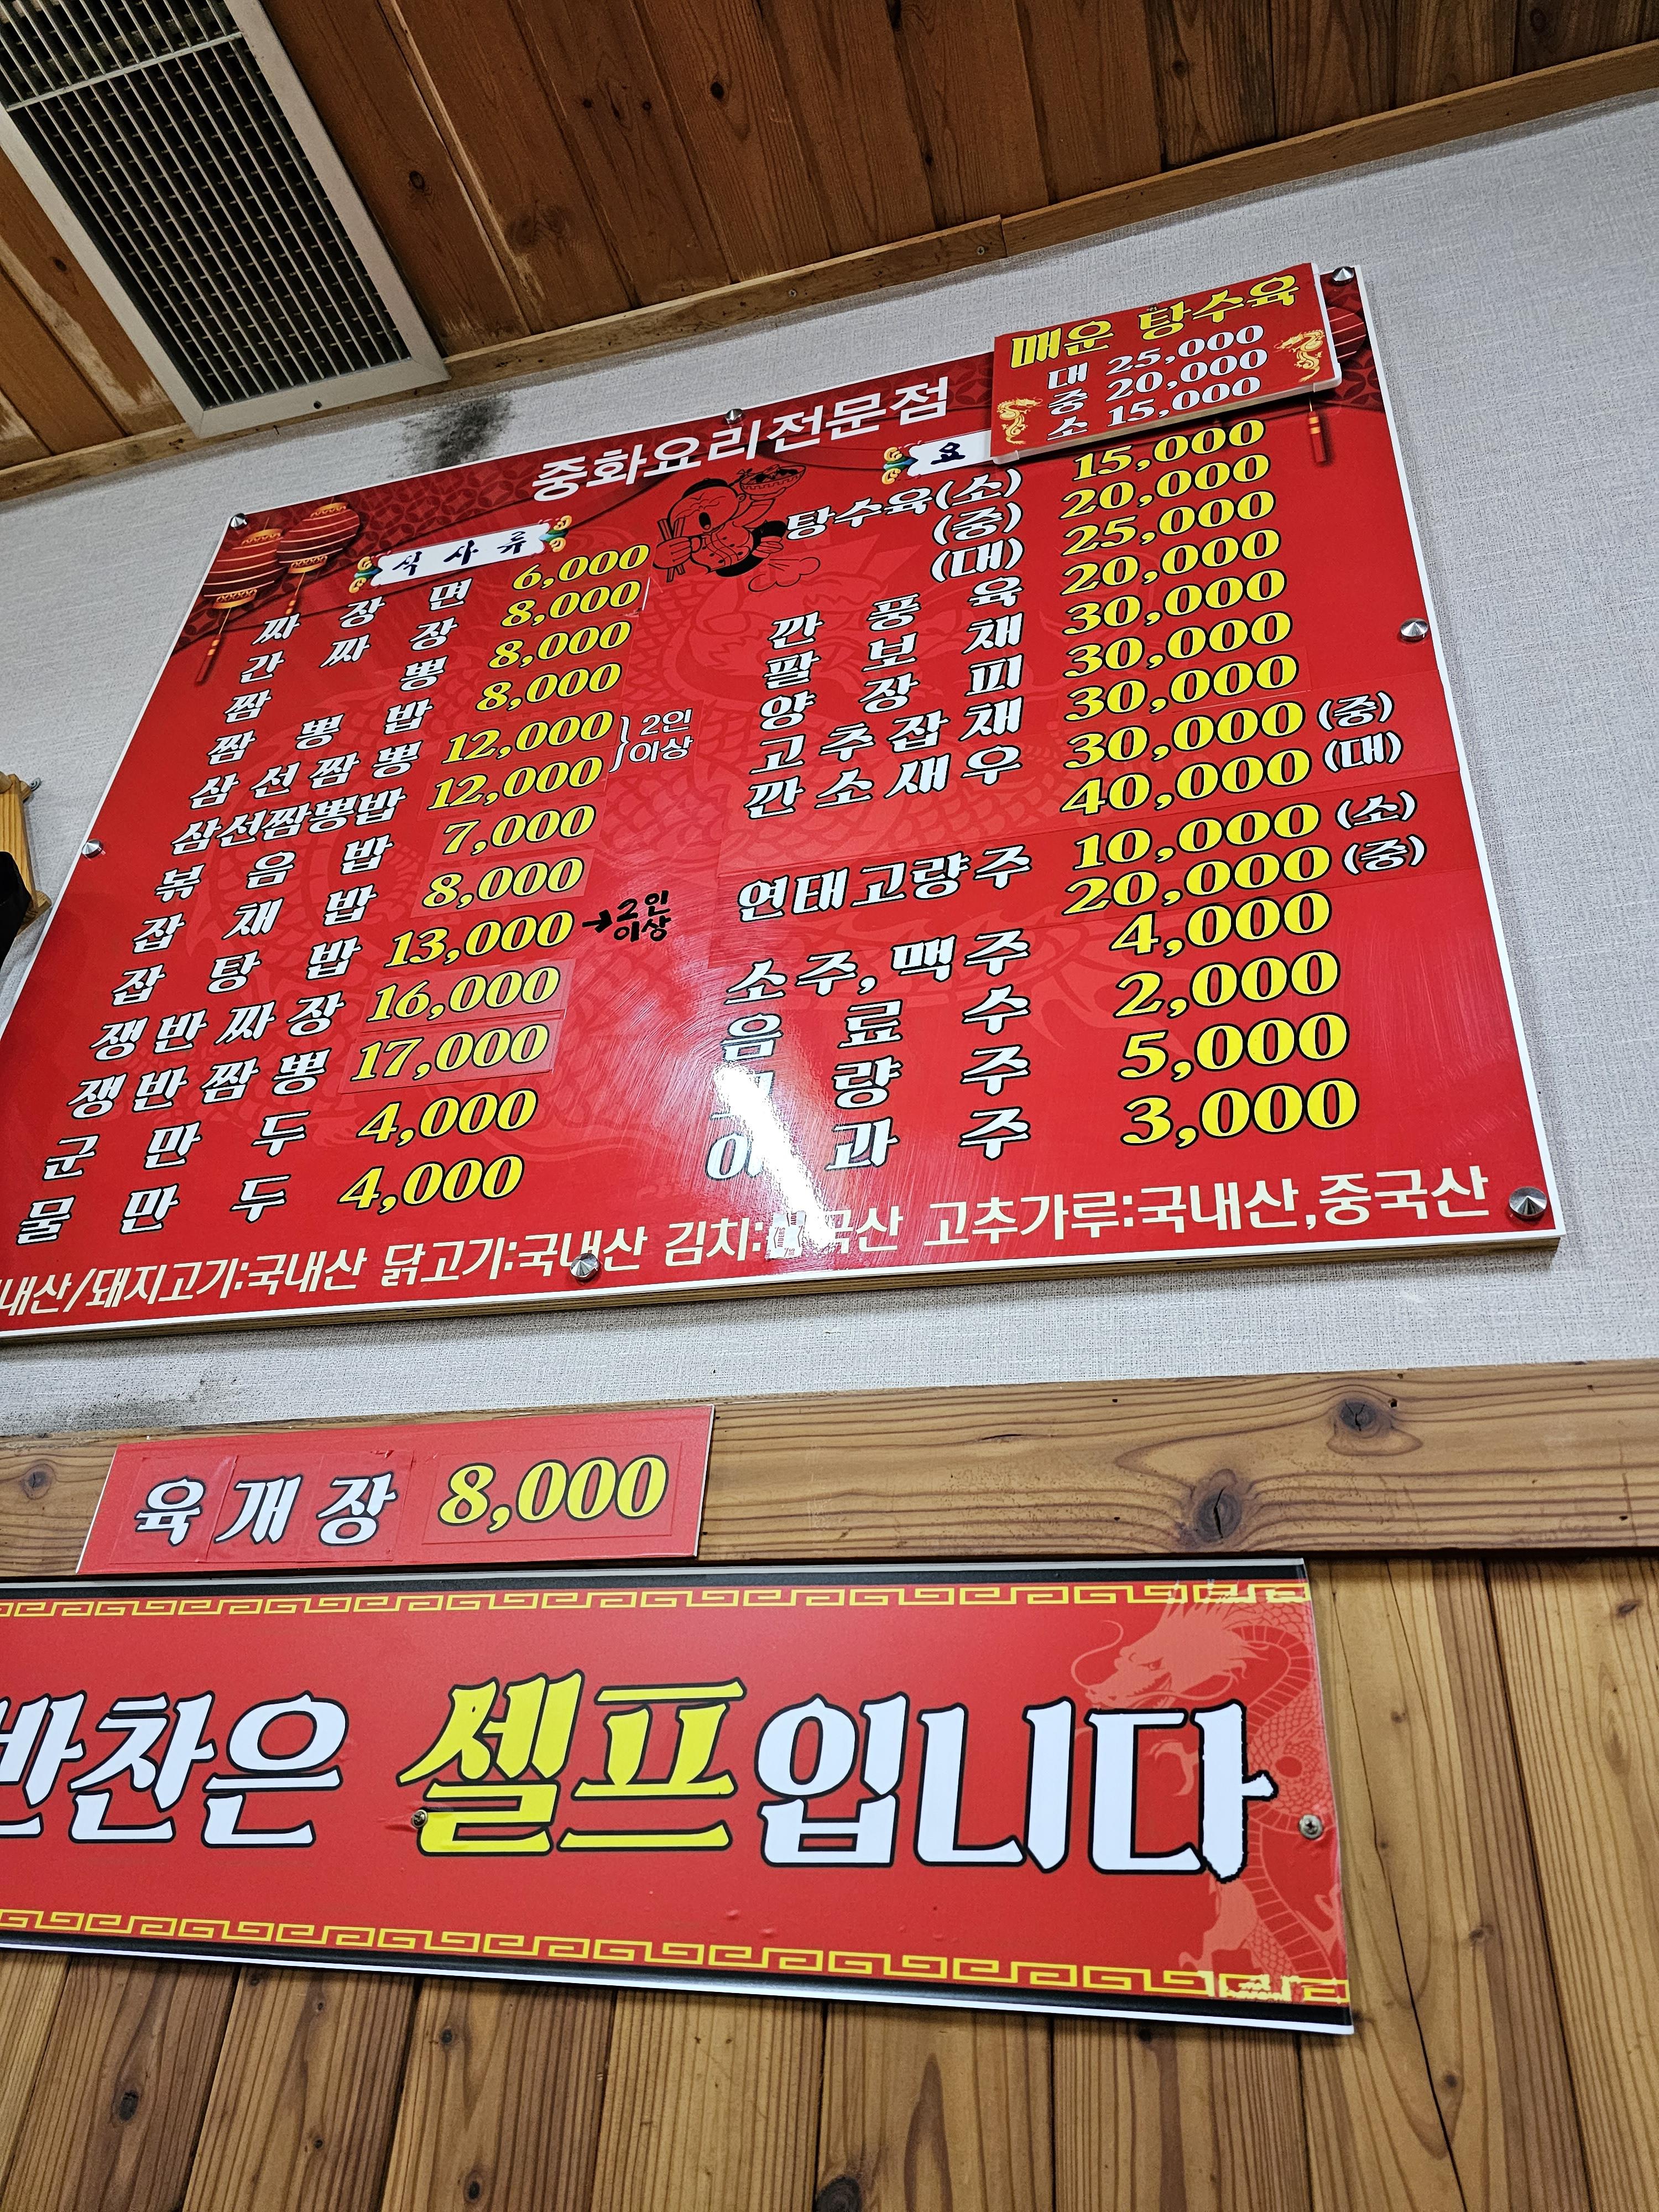 중화요리전문점
식사류
짜장면 6,000
간짜장 8,000
짬뽕 8,000
짬뽕밥 8,000
삼선짬뽕 12,000
삼선짬뽕밥 12,000
}2인
이상
볶음밥 7,000
잡채밥 8,000
잡탕밥 13,000 →2인
이상
쟁반짜장 16,000
쟁반짬뽕 17,000
군만두 4,000
물만두 4,000
매운 탕수육
대 25,000
중 20,000
소 15,000
요
탕수육(소) 15,000
(중) 20,000
(대) 25,000
깐풍육 20,000
팔보채 30,000
양장피 30,000
고추잡채 30,000
깐소새우 30,000 (중)
40,000 (대)
연태고량주 10,000 (소)
20,000 (중)
소주,맥주 4,000
음료수 2,000
량주 5,000
이과주 3,000
내산/돼지고기:국내산 닭고기:국내산 김치: 고추가루:국내산,중국산
육개장 8,000
반찬은 셀프입니다